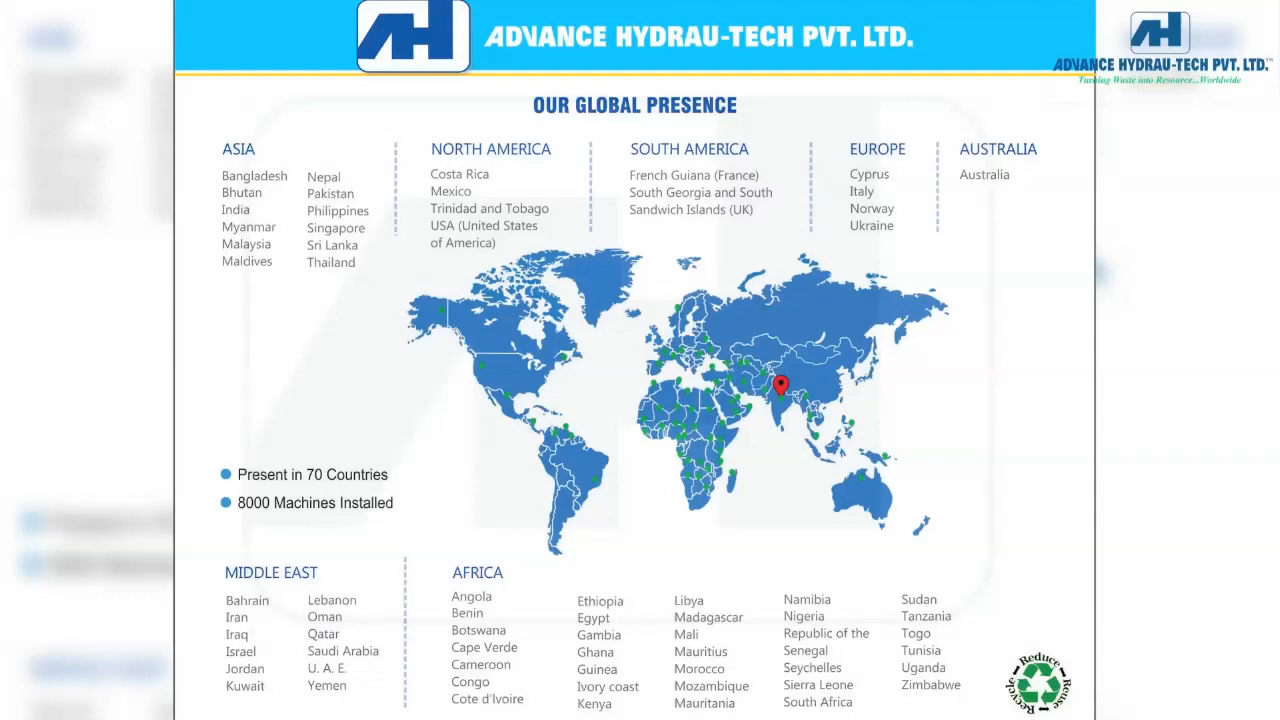 AH
ADVANCE HYDRAU-TECH PVT. LTD.
AH
ADVANCE HYDRAU-TECH PVT. LTD.
Turning Waste into Resource...Worldwide
OUR GLOBAL PRESENCE
ASIA
Bangladesh
Bhutan
India
Myanmar
Malaysia
Maldives
Nepal
Pakistan
Philippines
Singapore
Sri Lanka
Thailand
NORTH AMERICA
Costa Rica
Mexico
Trinidad and Tobago
USA (United States
of America)
SOUTH AMERICA
French Guiana (France)
South Georgia and South
Sandwich Islands (UK)
EUROPE
Cyprus
Italy
Norway
Ukraine
AUSTRALIA
Australia
Present in 70 Countries
8000 Machines Installed
MIDDLE EAST
Bahrain
Iran
Iraq
Israel
Jordan
Kuwait
Lebanon
Oman
Qatar
Saudi Arabia
U. A. E.
Yemen
AFRICA
Angola
Benin
Botswana
Cape Verde
Cameroon
Congo
Cote d'Ivoire
Ethiopia
Egypt
Gambia
Ghana
Guinea
Ivory coast
Kenya
Libya
Madagascar
Mali
Mauritius
Morocco
Mozambique
Mauritania
Namibia
Nigeria
Republic of the
Senegal
Seychelles
Sierra Leone
South Africa
Sudan
Tanzania
Togo
Tunisia
Uganda
Zimbabwe
Reduce
Reuse
Recycle